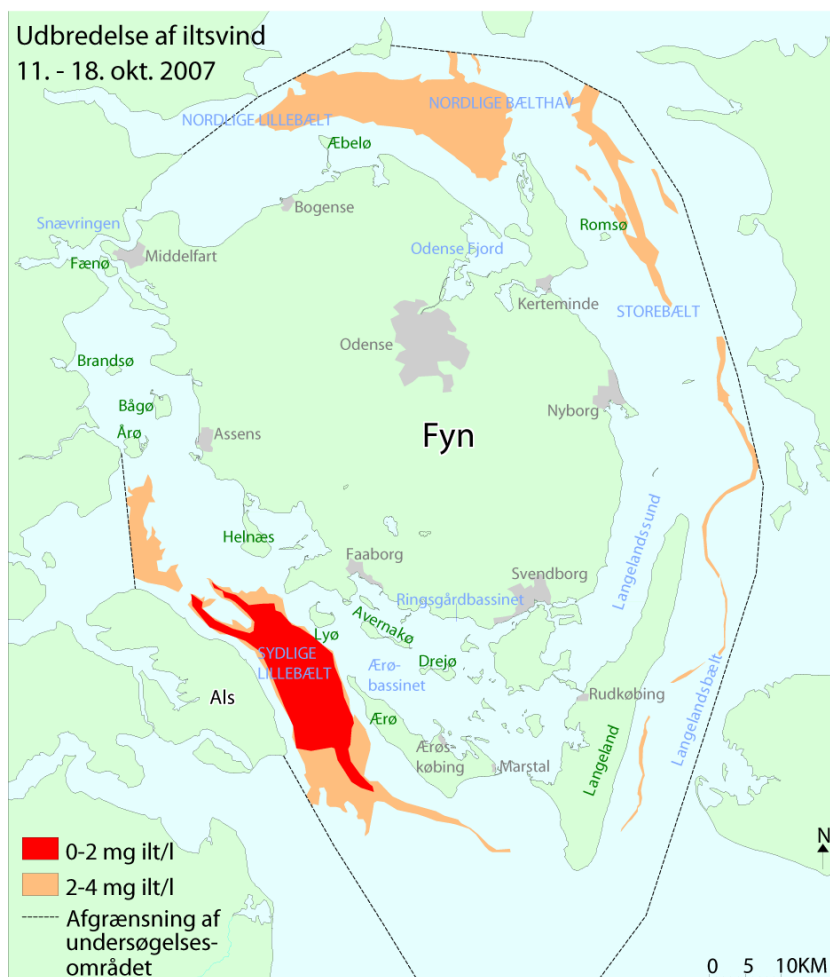 Udbredelse af iltsvind
11. - 18. okt. 2007
NORDLIGE LILLEBÆLT
NORDLIGE BÆLTHAV
Æbelø
Bogense
Snævringen
Fænø
Middelfart
Odense Fjord
Romsø
Kerteminde
STOREBÆLT
Odense
Brandsø
Bågø
Årø
Assens
Nyborg
Fyn
Helnæs
Faaborg
Svendborg
Langelandssund
Ringsgårdbassinet
Avernakø
Lyø
SYDLIGE
LILLEBÆLT
Ærø-
bassinet
Drejø
Als
Ærø
Rudkøbing
Langelandsbælt
Ærøs-
købing
Marstal
Langeland
0-2 mg ilt/l
2-4 mg ilt/l
Afgrænsning af
undersøgelses-
området
N
0 5 10KM